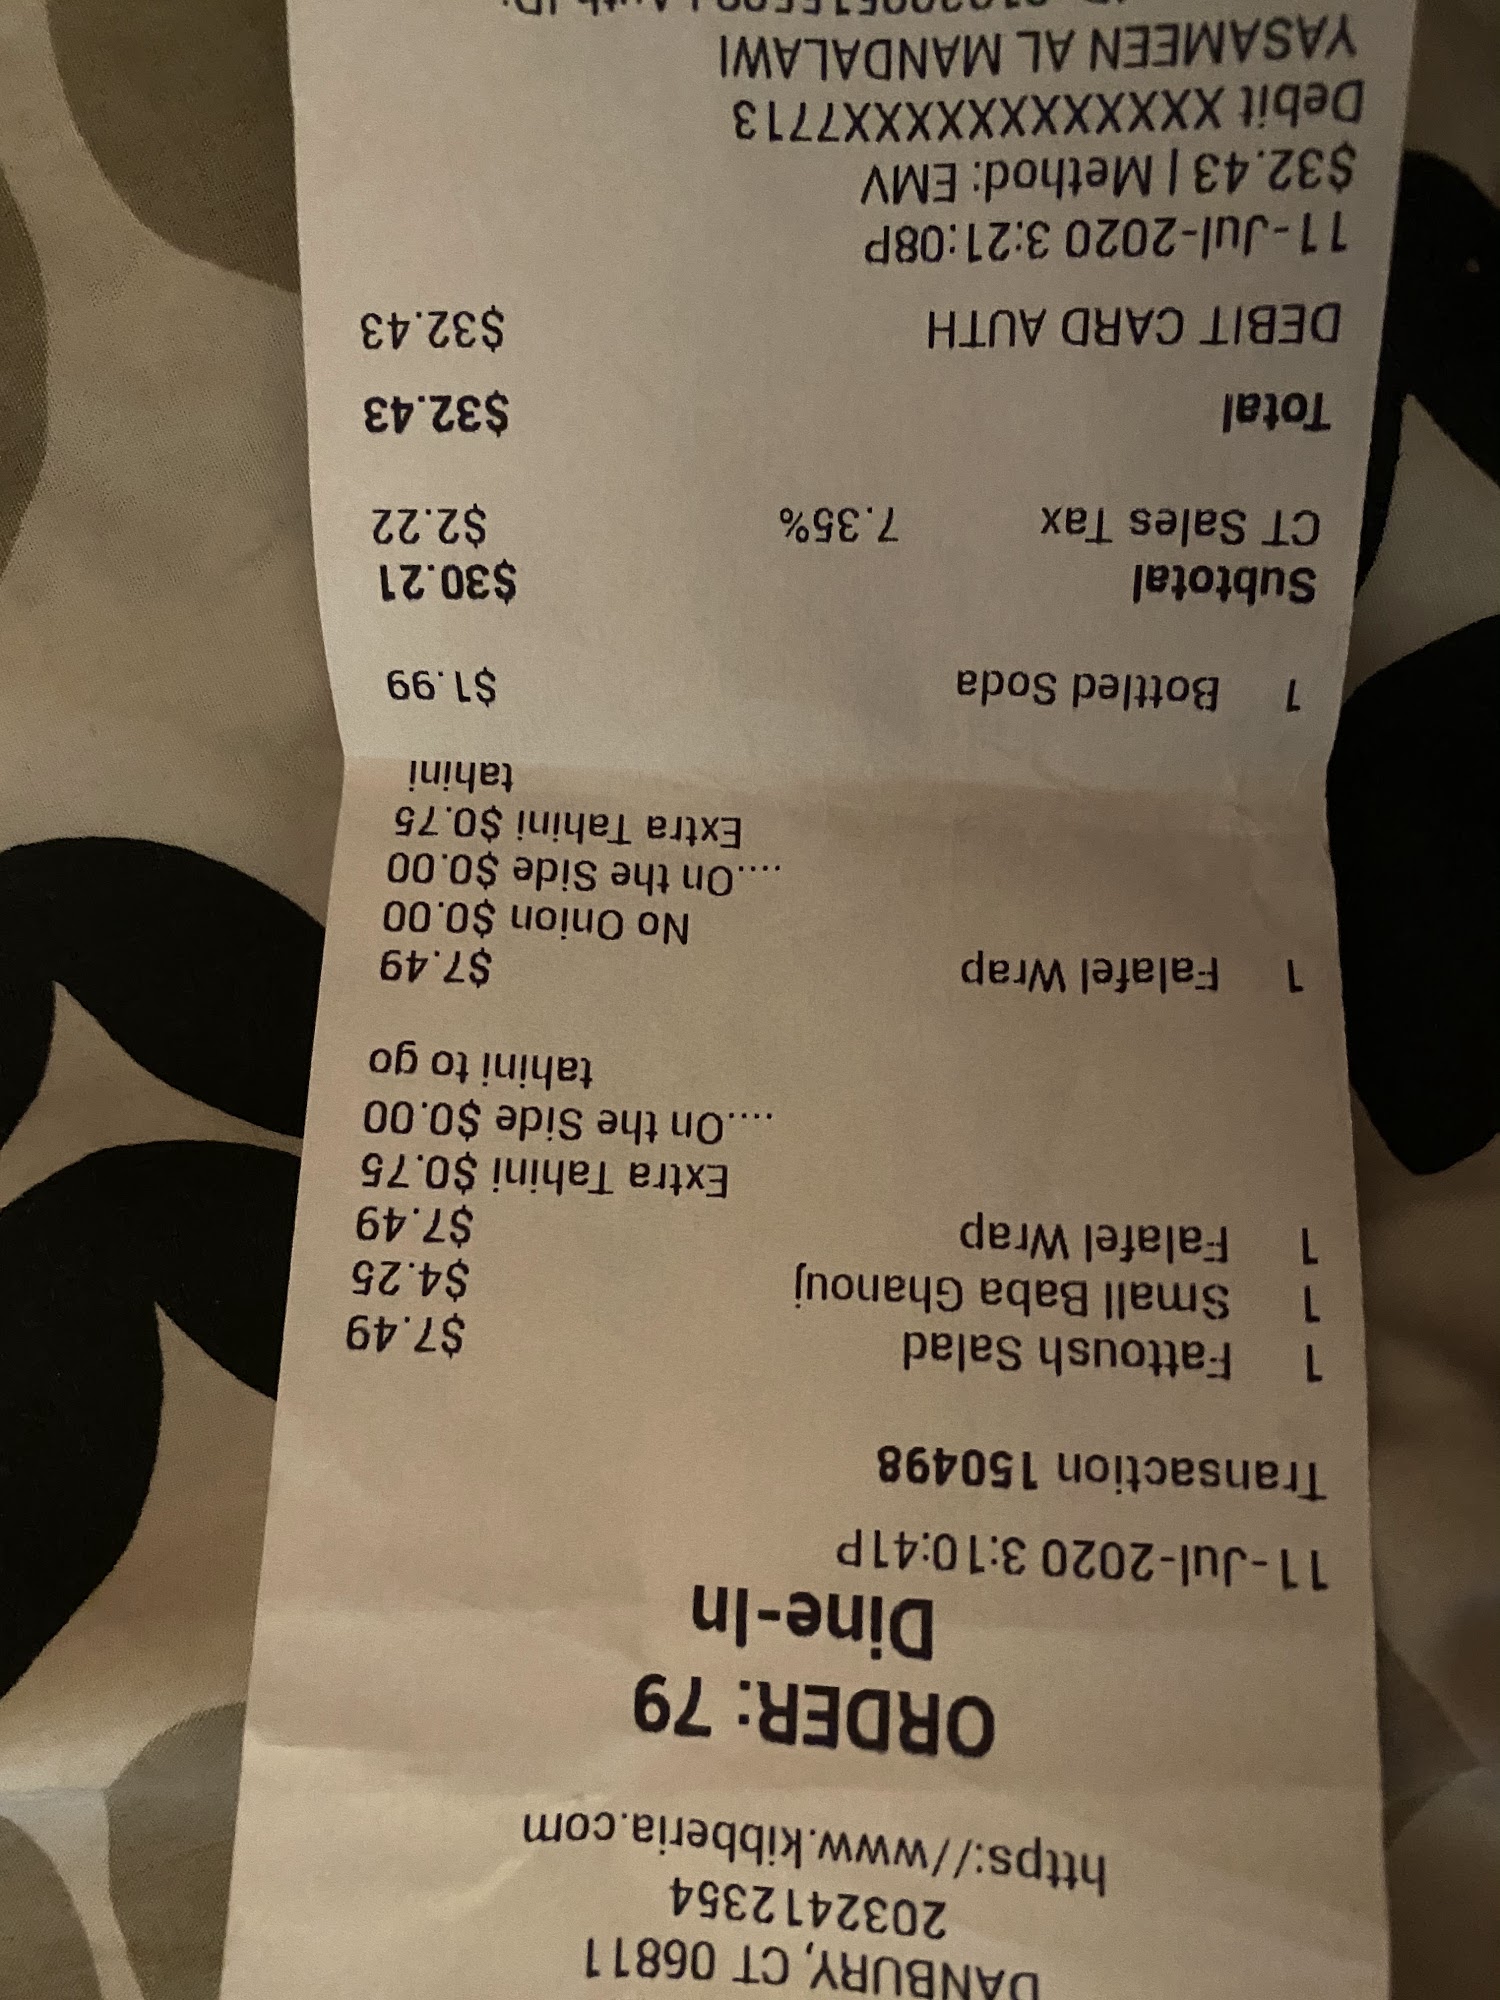 DANBURY, CT 06811
2032412354
https://www.kibberia.com
ORDER: 79
Dine-In
11-Jul-2020 3:10:41P
Transaction 150498
1 Fattoush Salad $7.49
1 Small Baba Ghanouj $4.25
1 Falafel Wrap $7.49
Extra Tahini $0.75
....On the Side $0.00
tahini to go
1 Falafel Wrap $7.49
No Onion $0.00
....On the Side $0.00
Extra Tahini $0.75
tahini
1 Bottled Soda $1.99
Subtotal $30.21
CT Sales Tax 7.35% $2.22
Total $32.43
DEBIT CARD AUTH $32.43
11-Jul-2020 3:21:08P
$32.43 | Method: EMV
Debit XXXXXXXXXXXX7713
YASAMEEN AL MANDALAWI